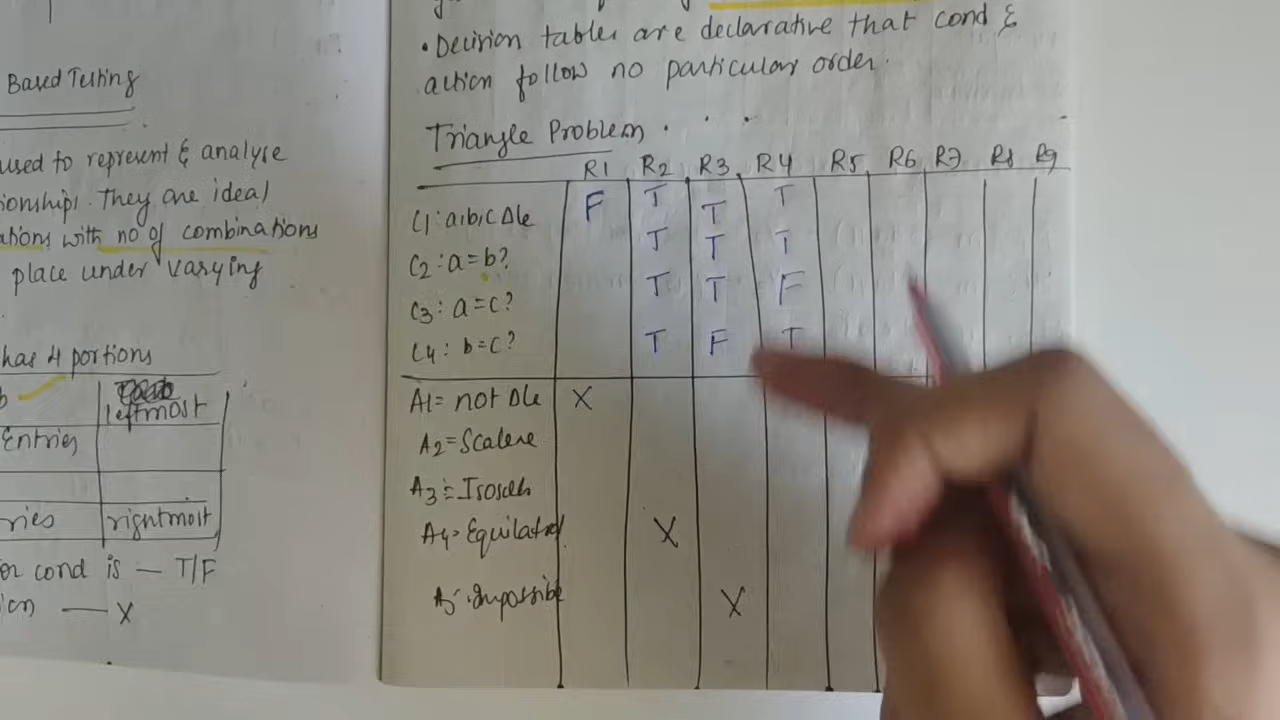 Based Testing
used to represent & analyse
ionships. They are ideal
ations with no of combinations
place under varying
has 4 portions
b
leftmost
Entries
ries rightmost
or cond is — T/F
ion — X
• Decision tables are declarative that cond &
action follow no particular order.
Triangle Problem.
R1 R2 R3 R4 R5 R6 R7 R8 R9
C1: a,b,c Δle F T T T
C2: a=b? T T T
C3: a=c? T T F
C4: b=c? T F T
A1= not Δle X
A2= Scalene
A3= Isosceles
A4= Equilateral X
A5: Impossible X